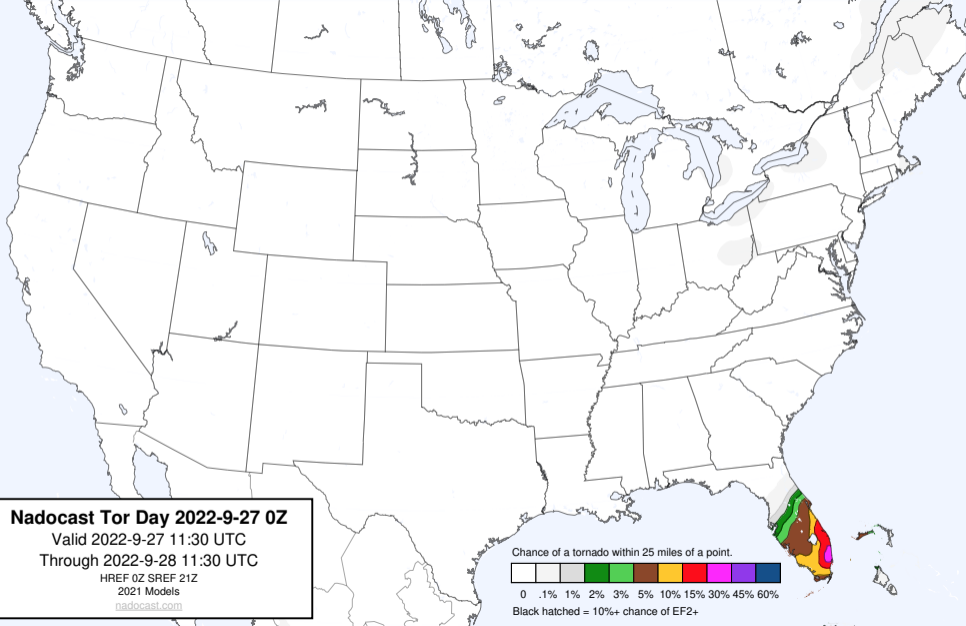 Nadocast Tor Day 2022-9-27 0Z
Valid 2022-9-27 11:30 UTC
Through 2022-9-28 11:30 UTC
HREF 0Z SREF 21Z
2021 Models
nadocast.com
Chance of a tornado within 25 miles of a point.
0 .1% 1% 2% 3% 5% 10% 15% 30% 45% 60%
Black hatched = 10%+ chance of EF2+